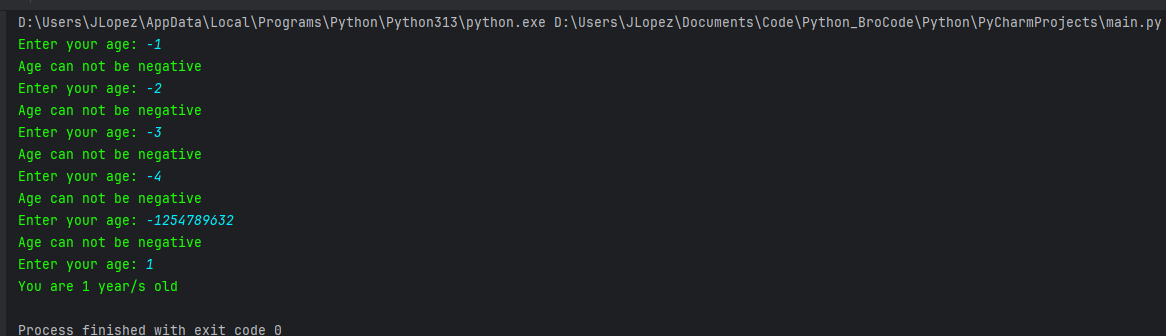 D:\Users\JLopez\AppData\Local\Programs\Python\Python313\python.exe D:\Users\JLopez\Documents\Code\Python_BroCode\Python\PyCharmProjects\main.py
Enter your age: -1
Age can not be negative
Enter your age: -2
Age can not be negative
Enter your age: -3
Age can not be negative
Enter your age: -4
Age can not be negative
Enter your age: -1254789632
Age can not be negative
Enter your age: 1
You are 1 year/s old
Process finished with exit code 0